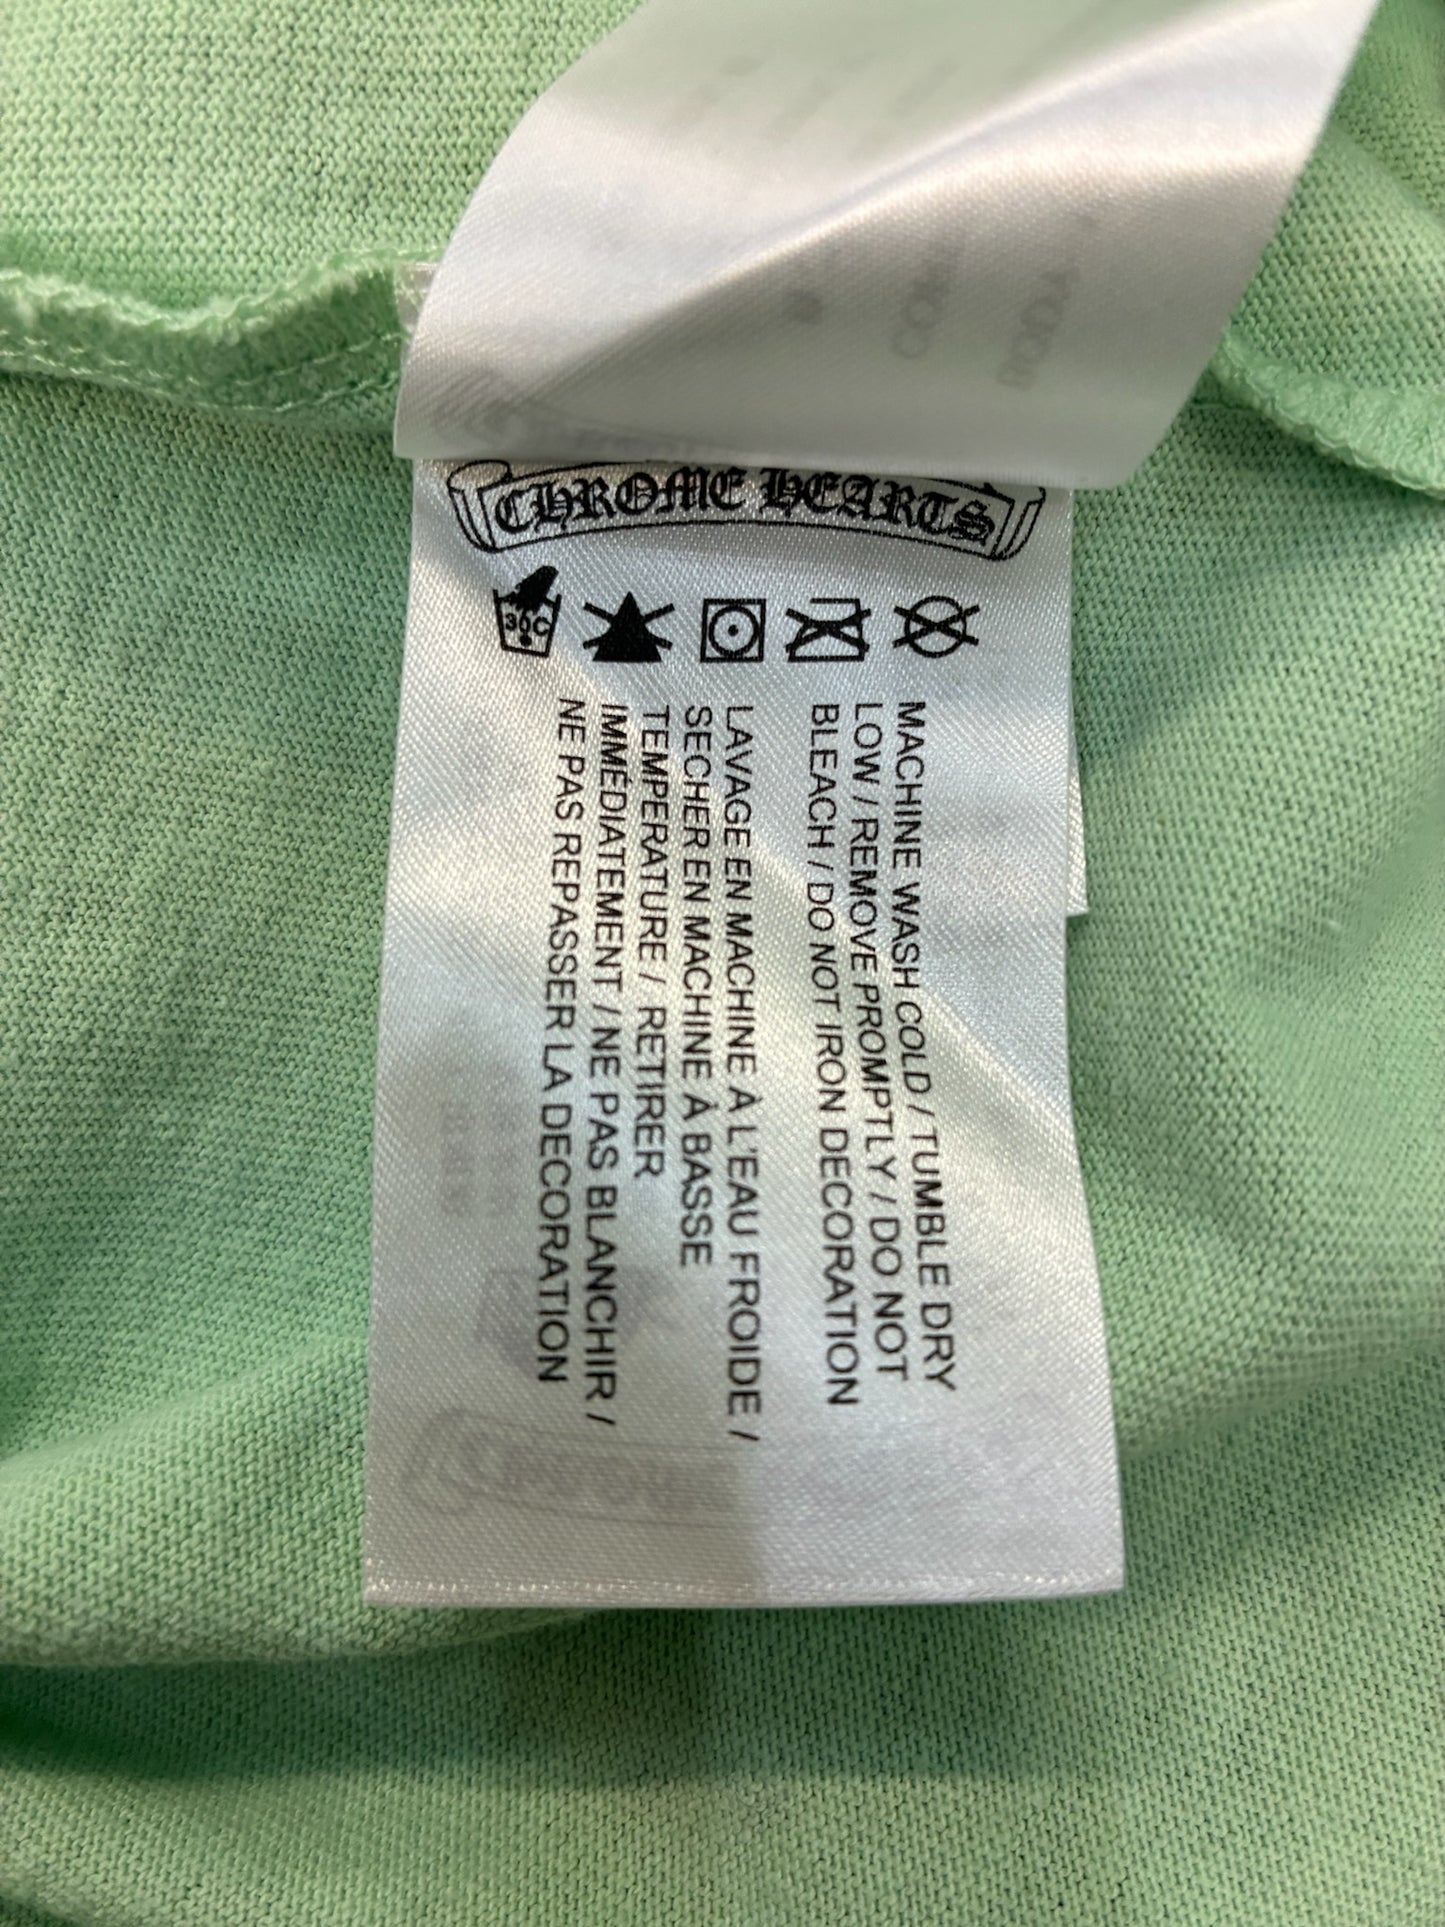 CHROME HEARTS
30C
MACHINE WASH COLD / TUMBLE DRY
LOW / REMOVE PROMPTLY / DO NOT
BLEACH / DO NOT IRON DECORATION
LAVAGE EN MACHINE À L'EAU FROIDE /
SECHER EN MACHINE À BASSE
TEMPERATURE / RETIRER
IMMÉDIATEMENT / NE PAS BLANCHIR /
NE PAS REPASSER LA DECORATION